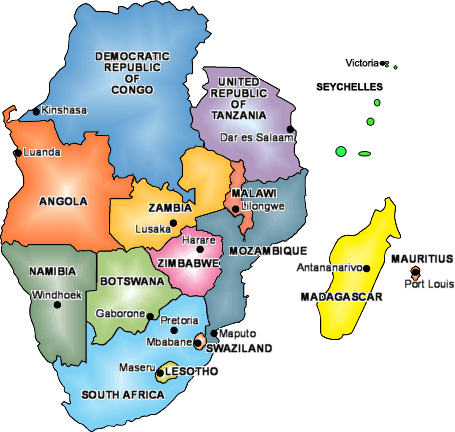 Victoria
SEYCHELLES
DEMOCRATIC
REPUBLIC
OF
CONGO
UNITED
REPUBLIC
OF
TANZANIA
Kinshasa
Dar es Salaam
Luanda
ANGOLA
ZAMBIA
Lusaka
MALAWI
Lilongwe
Harare
ZIMBABWE
MOZAMBIQUE
Antananarivo
MADAGASCAR
MAURITIUS
Port Louis
NAMIBIA
Windhoek
BOTSWANA
Gaborone
Pretoria
Mbabane
Maputo
SWAZILAND
Maseru
LESOTHO
SOUTH AFRICA